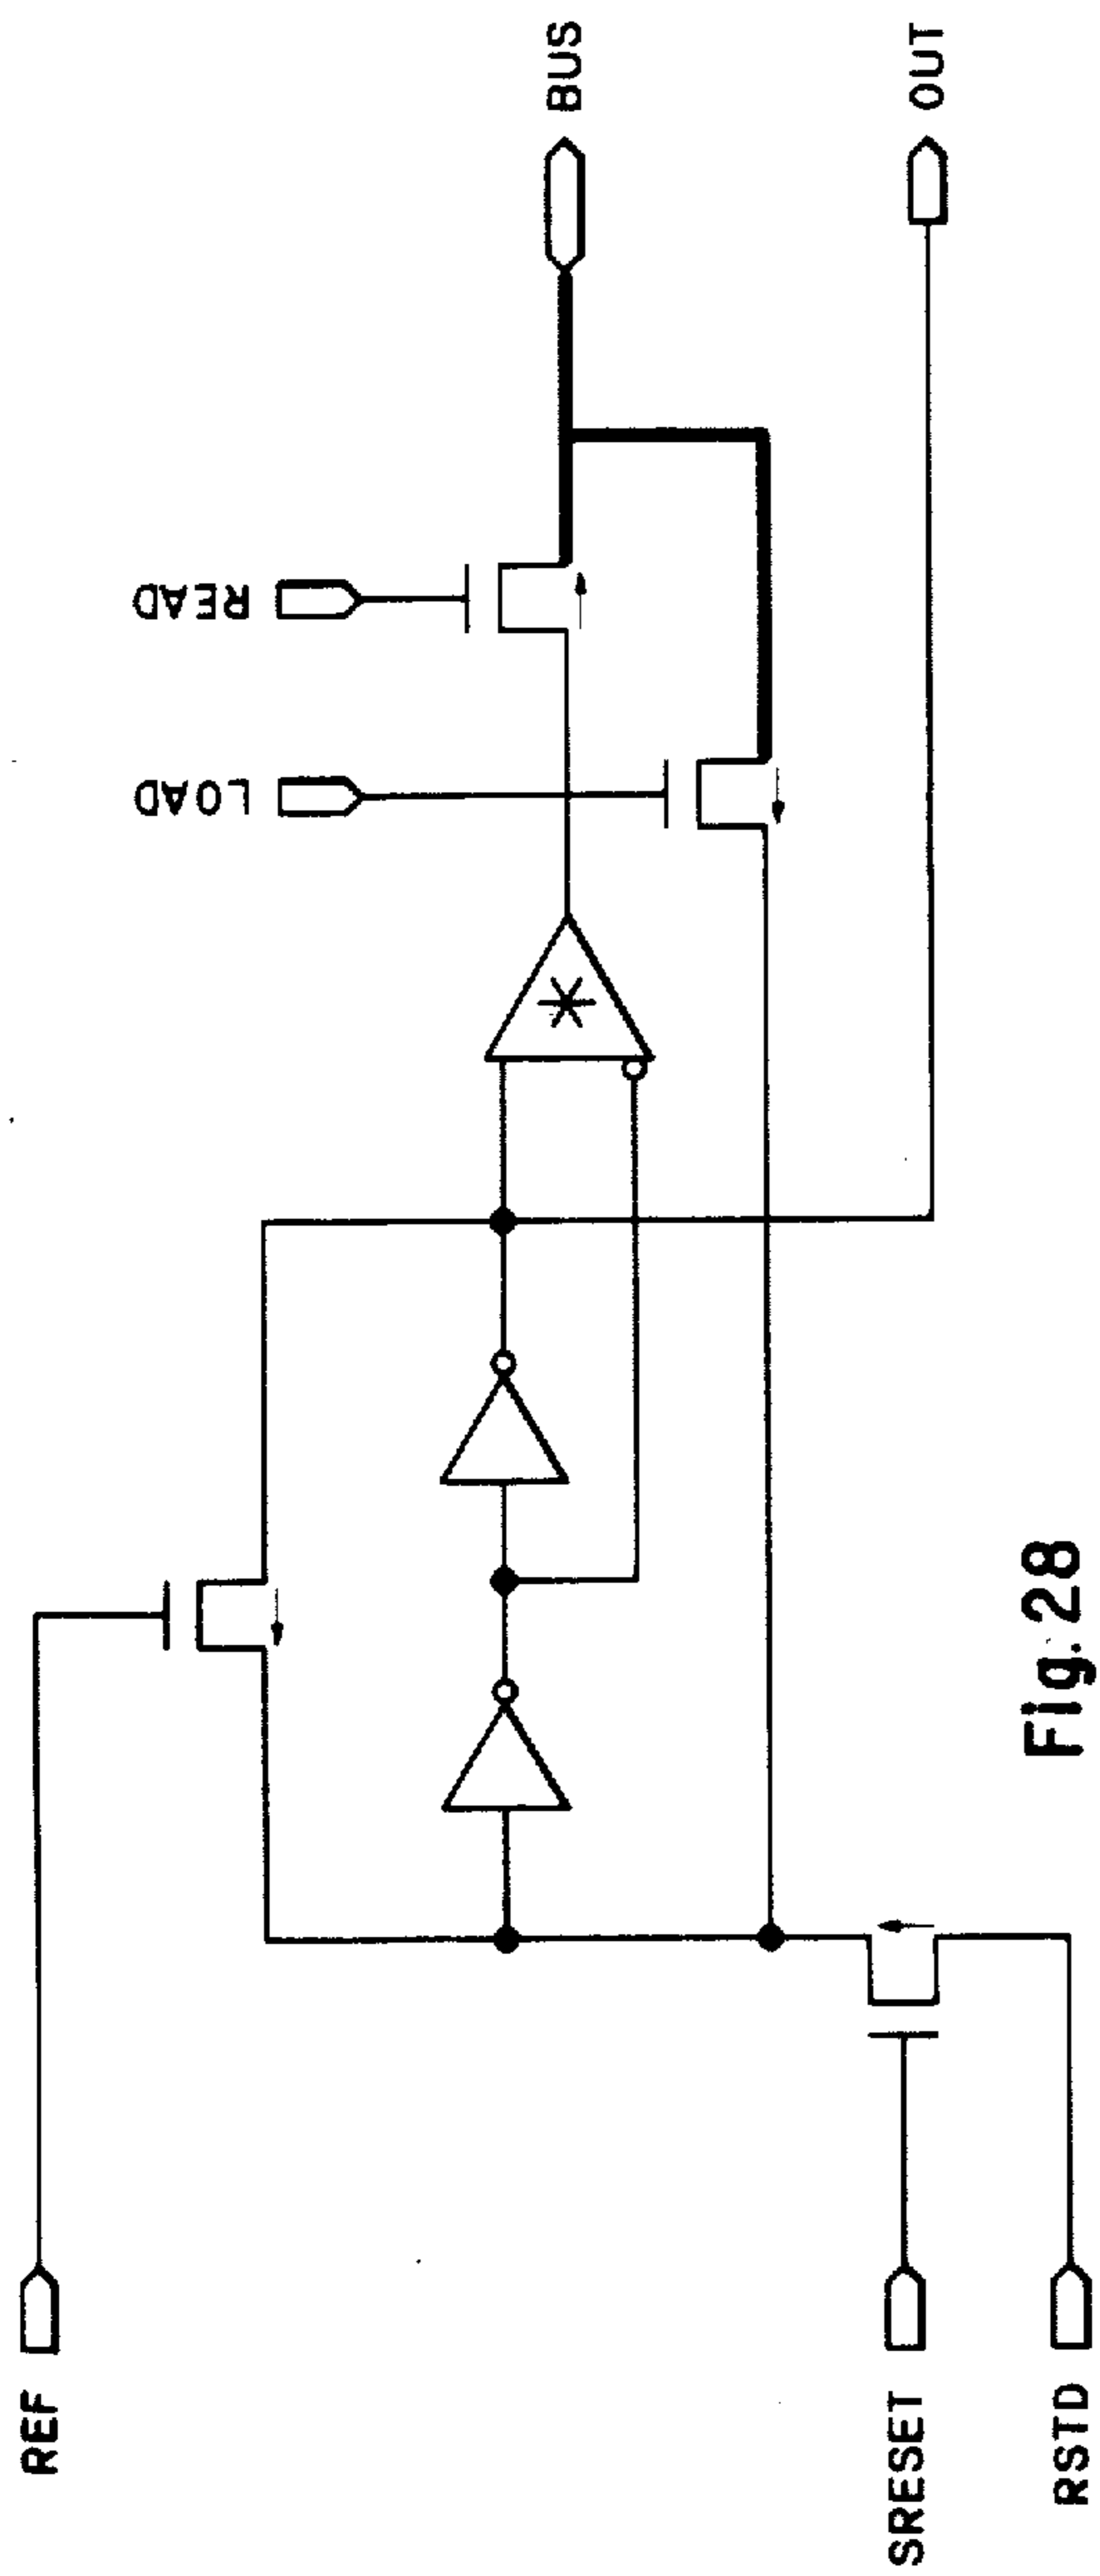 REF
READ
LOAD
BUS
OUT
SRESET
RSTD
Fig. 28